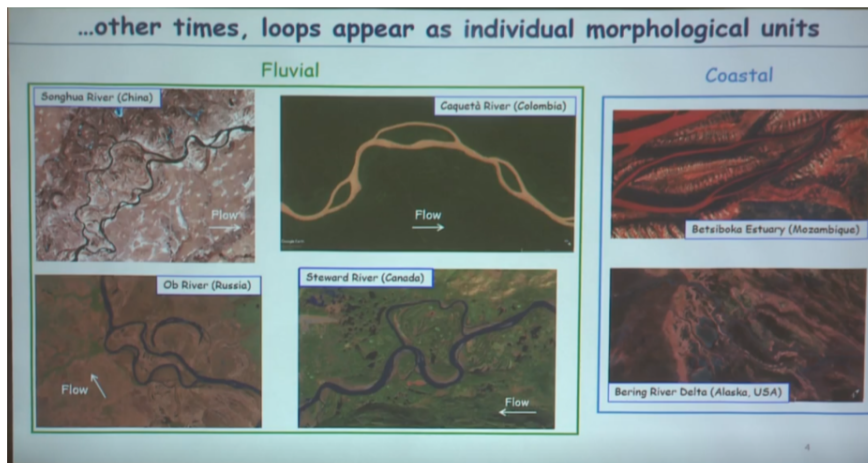 ...other times, loops appear as individual morphological units
Fluvial
Coastal
Songhua River (China)
Caquetà River (Colombia)
Flow
Flow
Betsiboka Estuary (Mozambique)
Ob River (Russia)
Steward River (Canada)
Flow
Flow
Bering River Delta (Alaska, USA)
4